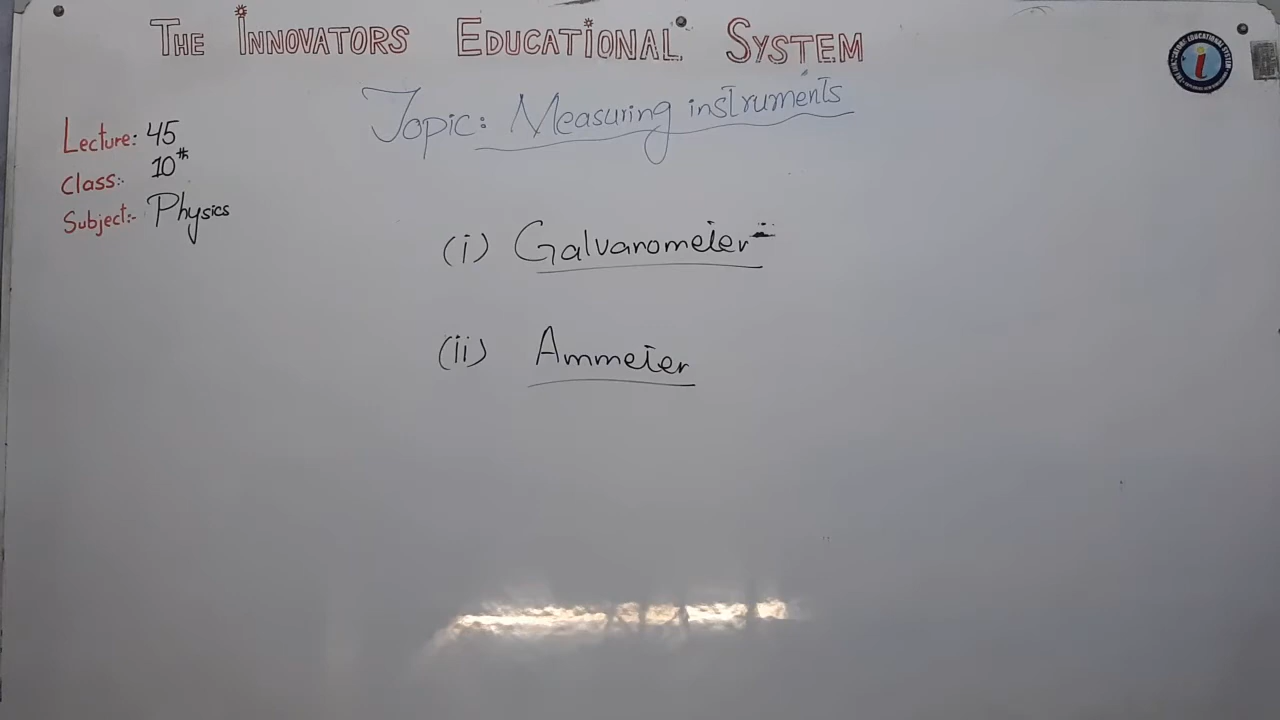 THE INNOVATORS EDUCATIONAL SYSTEM
Topic: Measuring instruments
Lecture: 45
Class:- 10th
Subject:- Physics
(i) Galvanometer
(ii) Ammeter